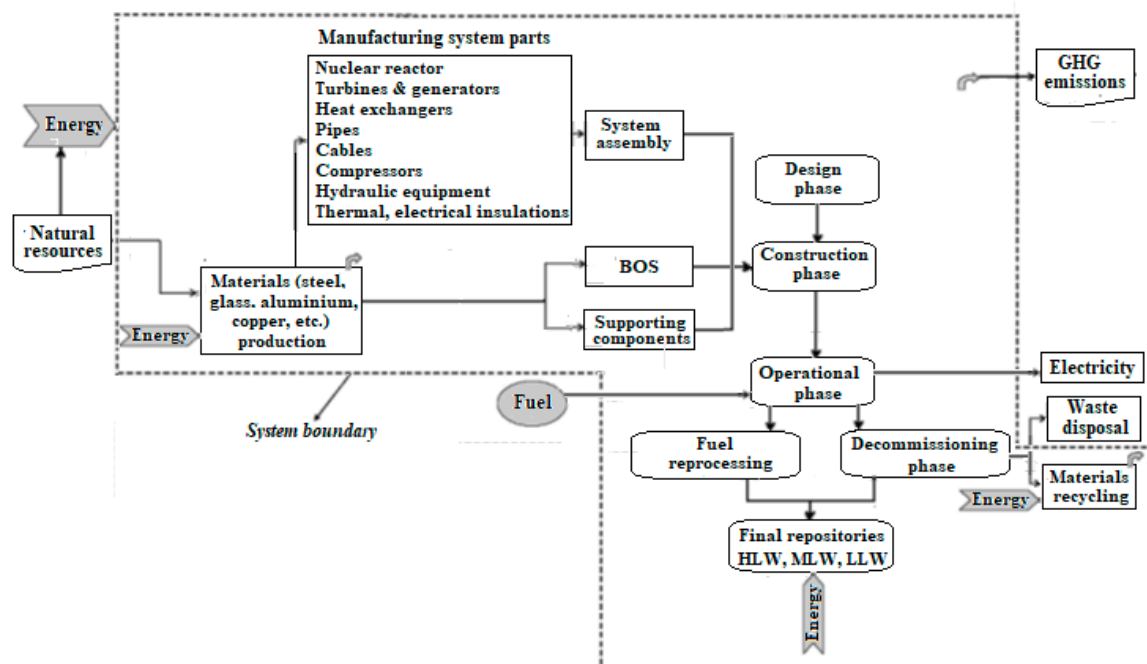 Manufacturing system parts
Nuclear reactor
Turbines & generators
Heat exchangers
Pipes
Cables
Compressors
Hydraulic equipment
Thermal, electrical insulations
GHG
emissions
Energy
System
assembly
Design
phase
Natural
resources
Construction
phase
BOS
Materials (steel,
glass. aluminium,
copper, etc.)
production
Energy
Supporting
components
Operational
phase
Electricity
Fuel
System boundary
Waste
disposal
Fuel
reprocessing
Decommissioning
phase
Materials
recycling
Energy
Final repositories
HLW, MLW, LLW
Energy